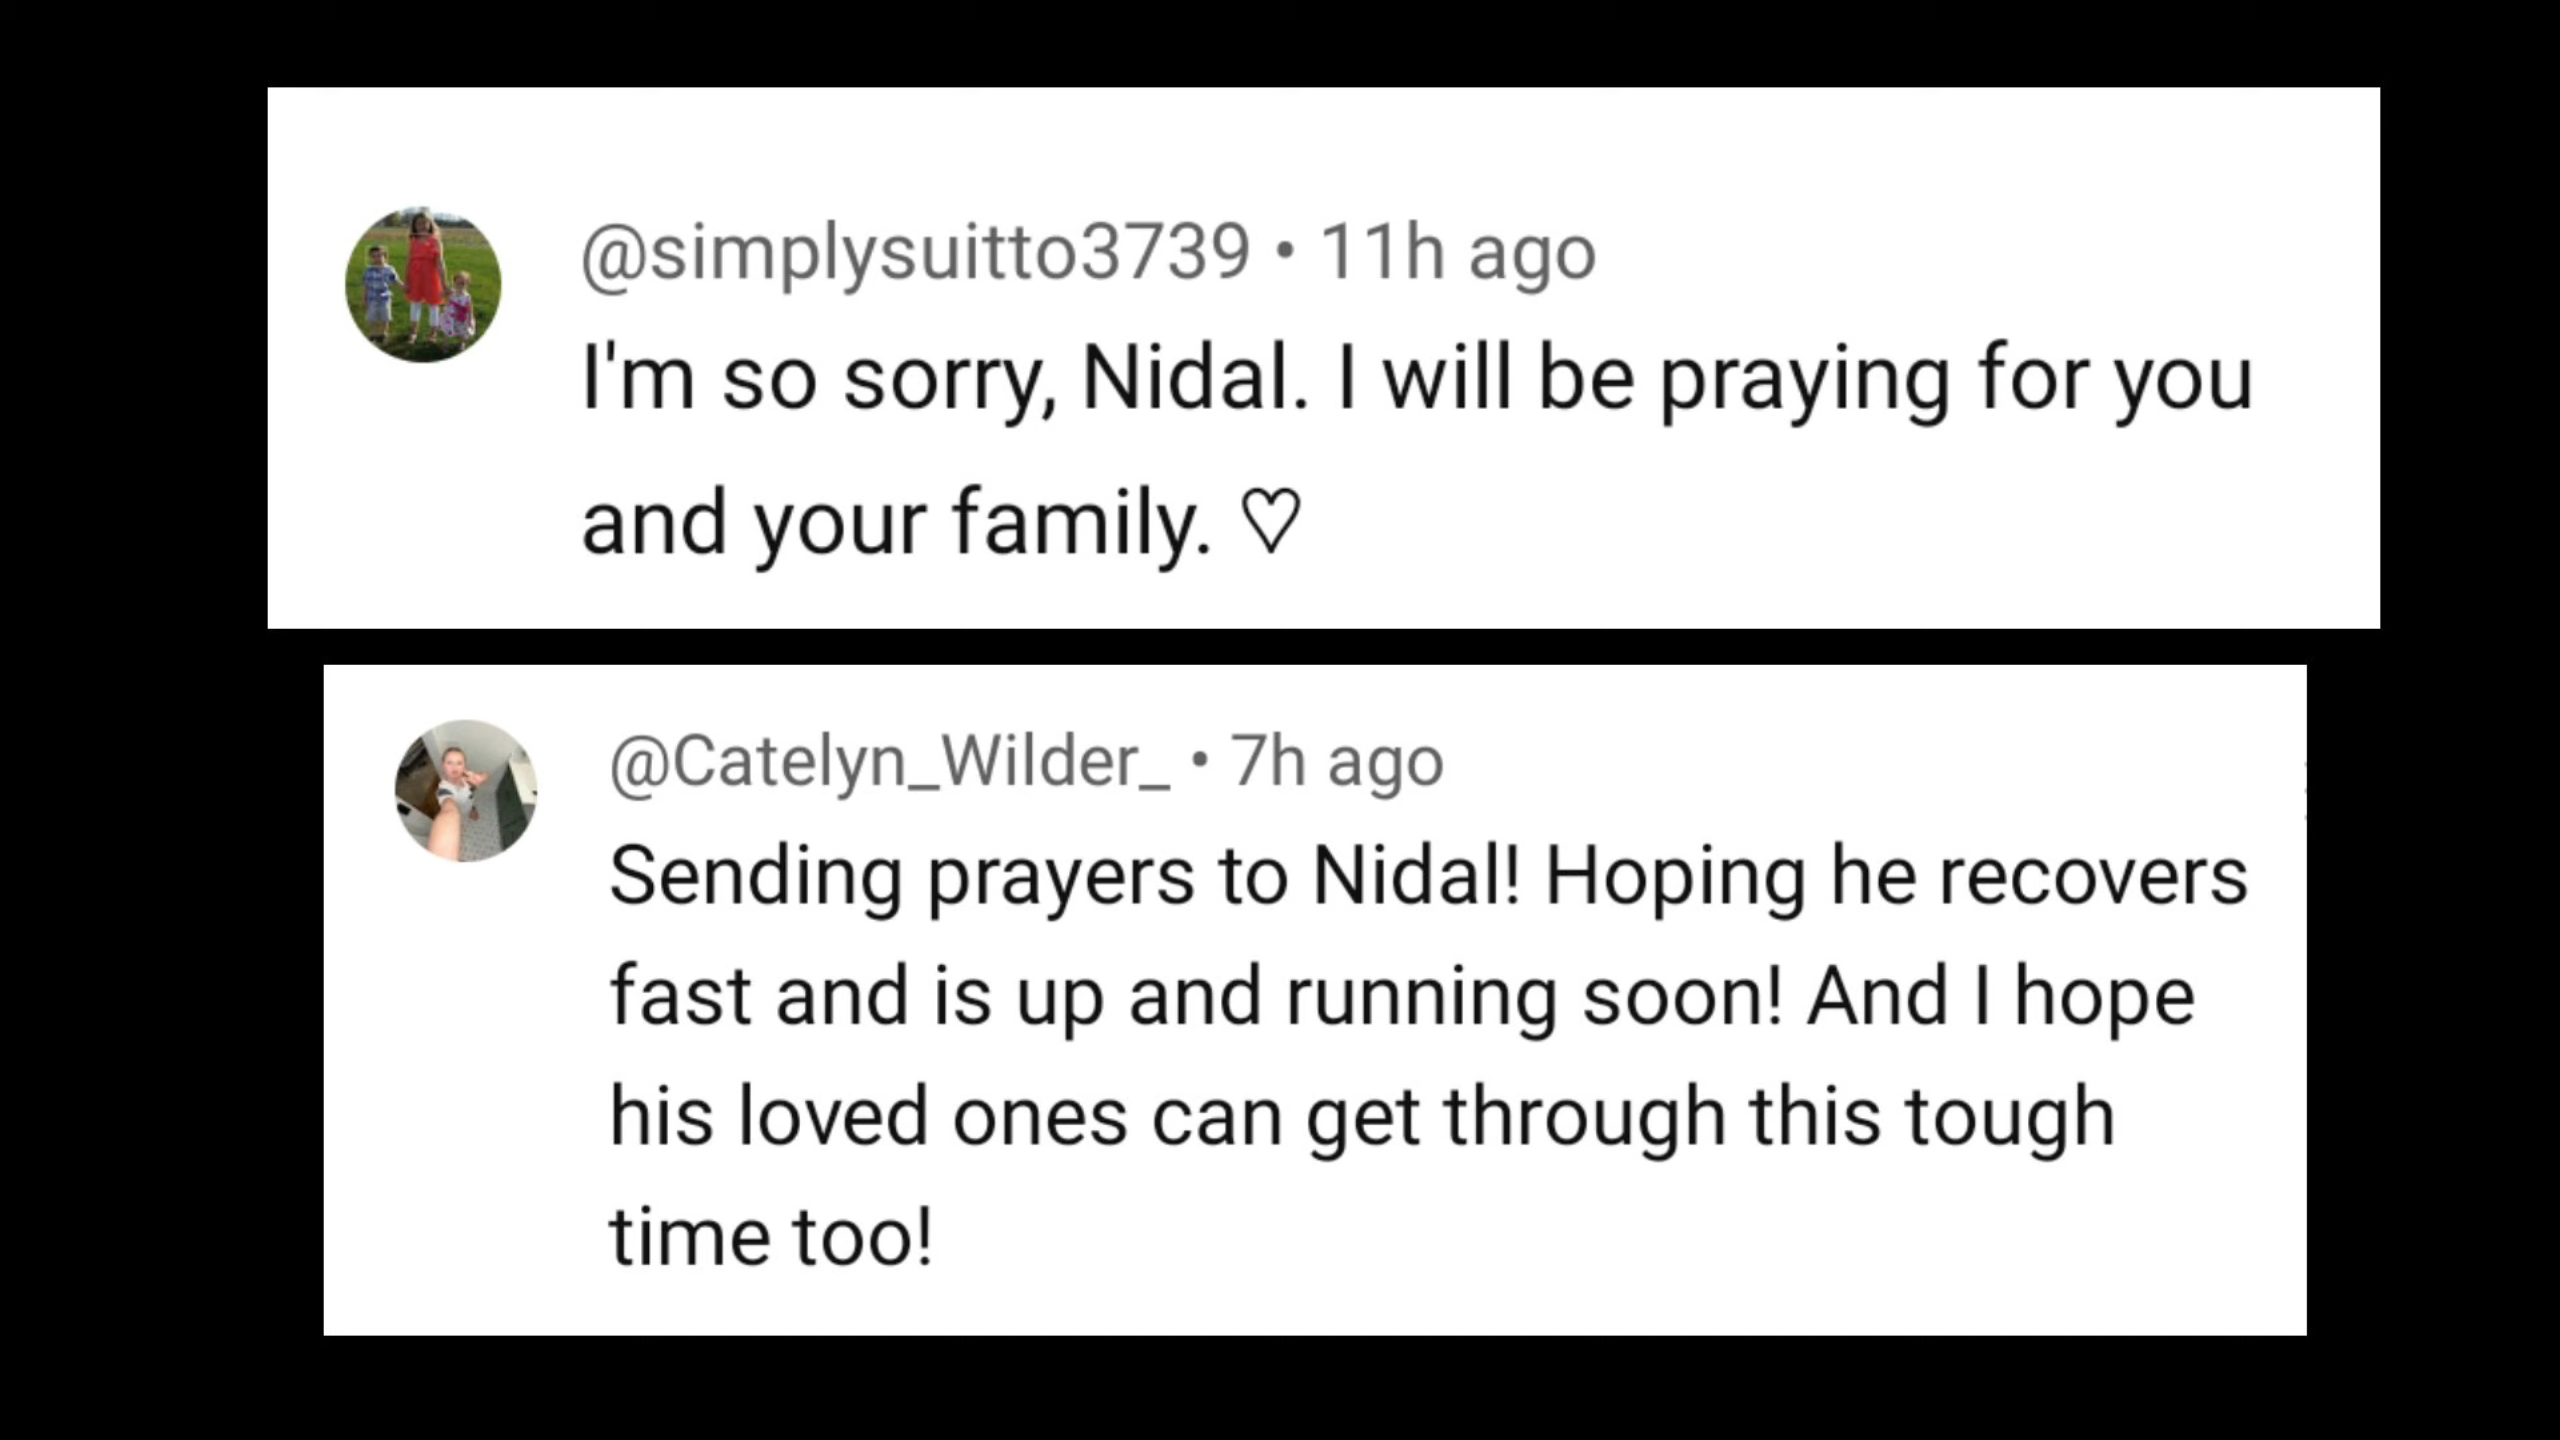 @simplysuitto3739 • 11h ago
I'm so sorry, Nidal. I will be praying for you
and your family. ♡
@Catelyn_Wilder_ • 7h ago
Sending prayers to Nidal! Hoping he recovers
fast and is up and running soon! And I hope
his loved ones can get through this tough
time too!